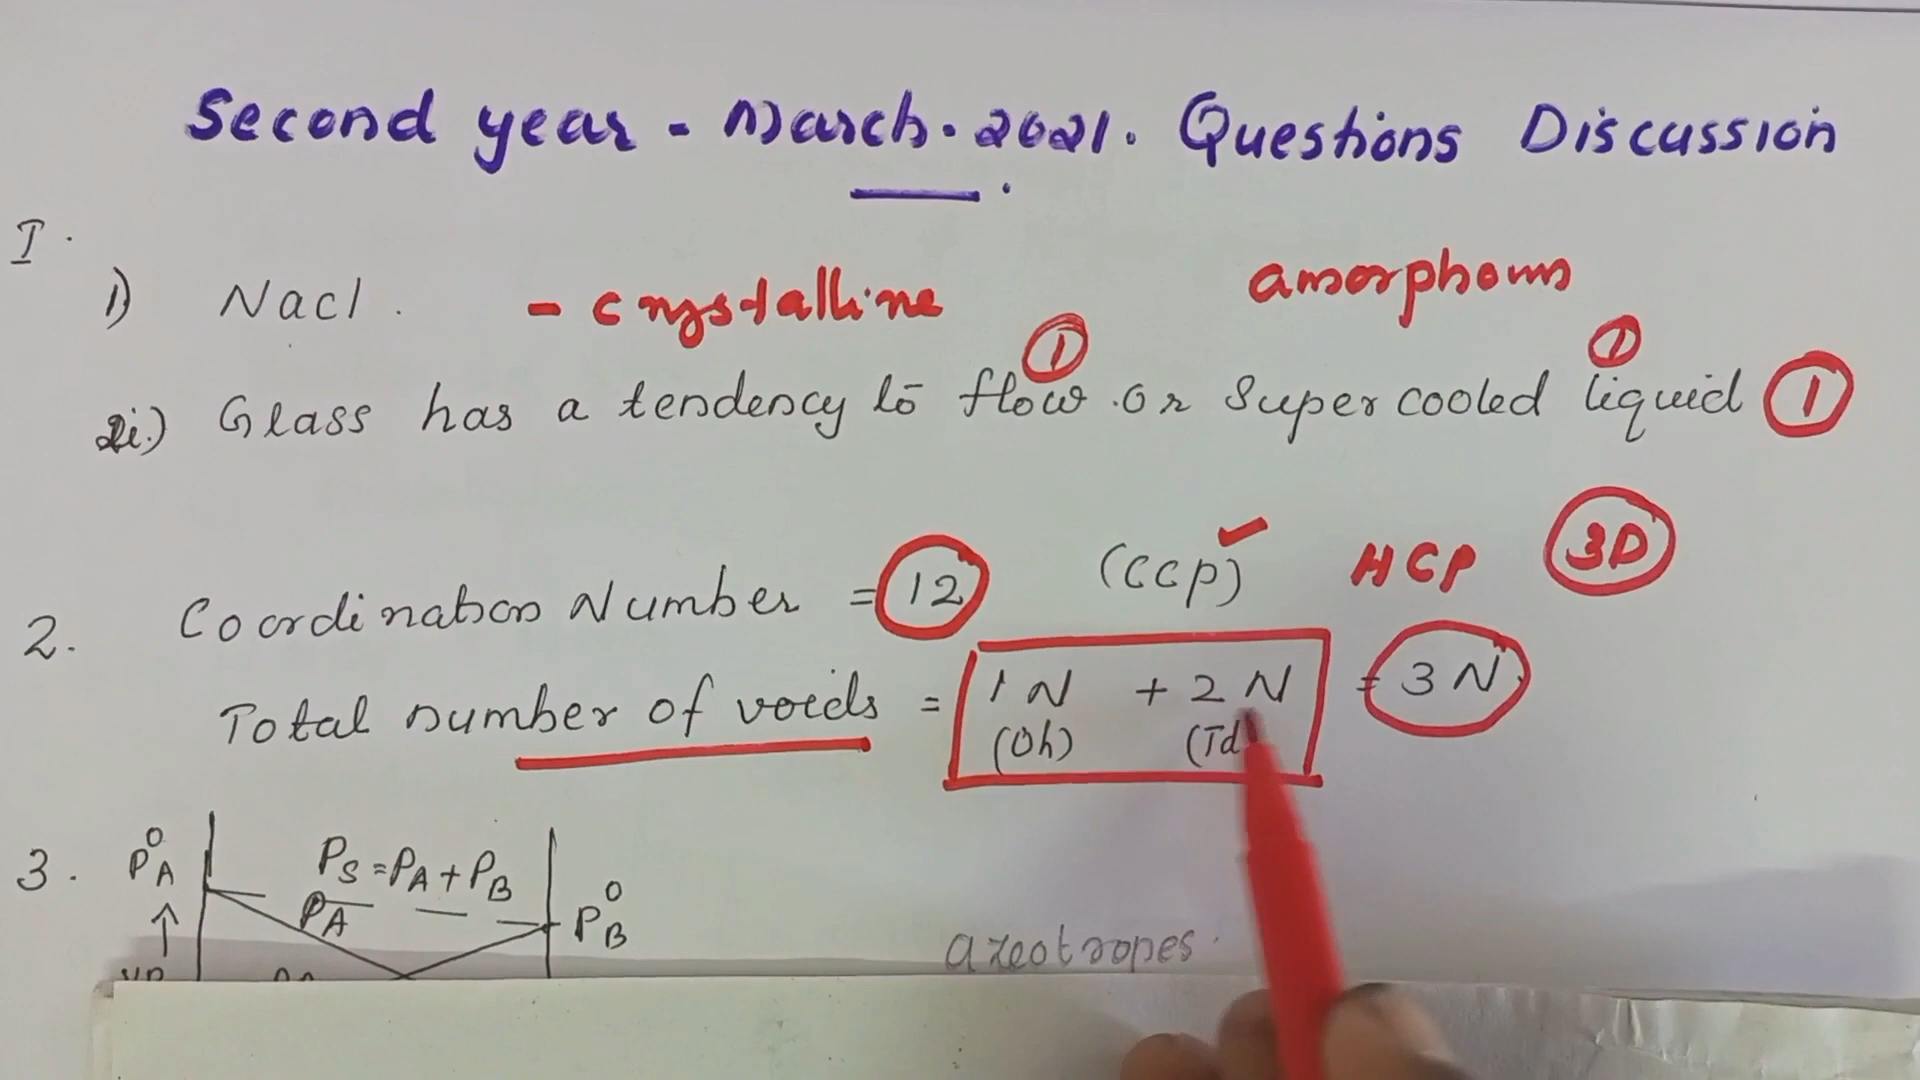 Second year - March. 2021. Questions Discussion
I.
1) Nacl. - crystalline amorphous
ii.) Glass has a tendency to flow or Super cooled liquid 1
1 1
2. Coordination Number = 12 (CCP) HCP 3D
Total number of voids = 1N + 2N = 3N
(Oh) (Td
3. P°A PS=PA+PB
PA P°B
azeotropes.